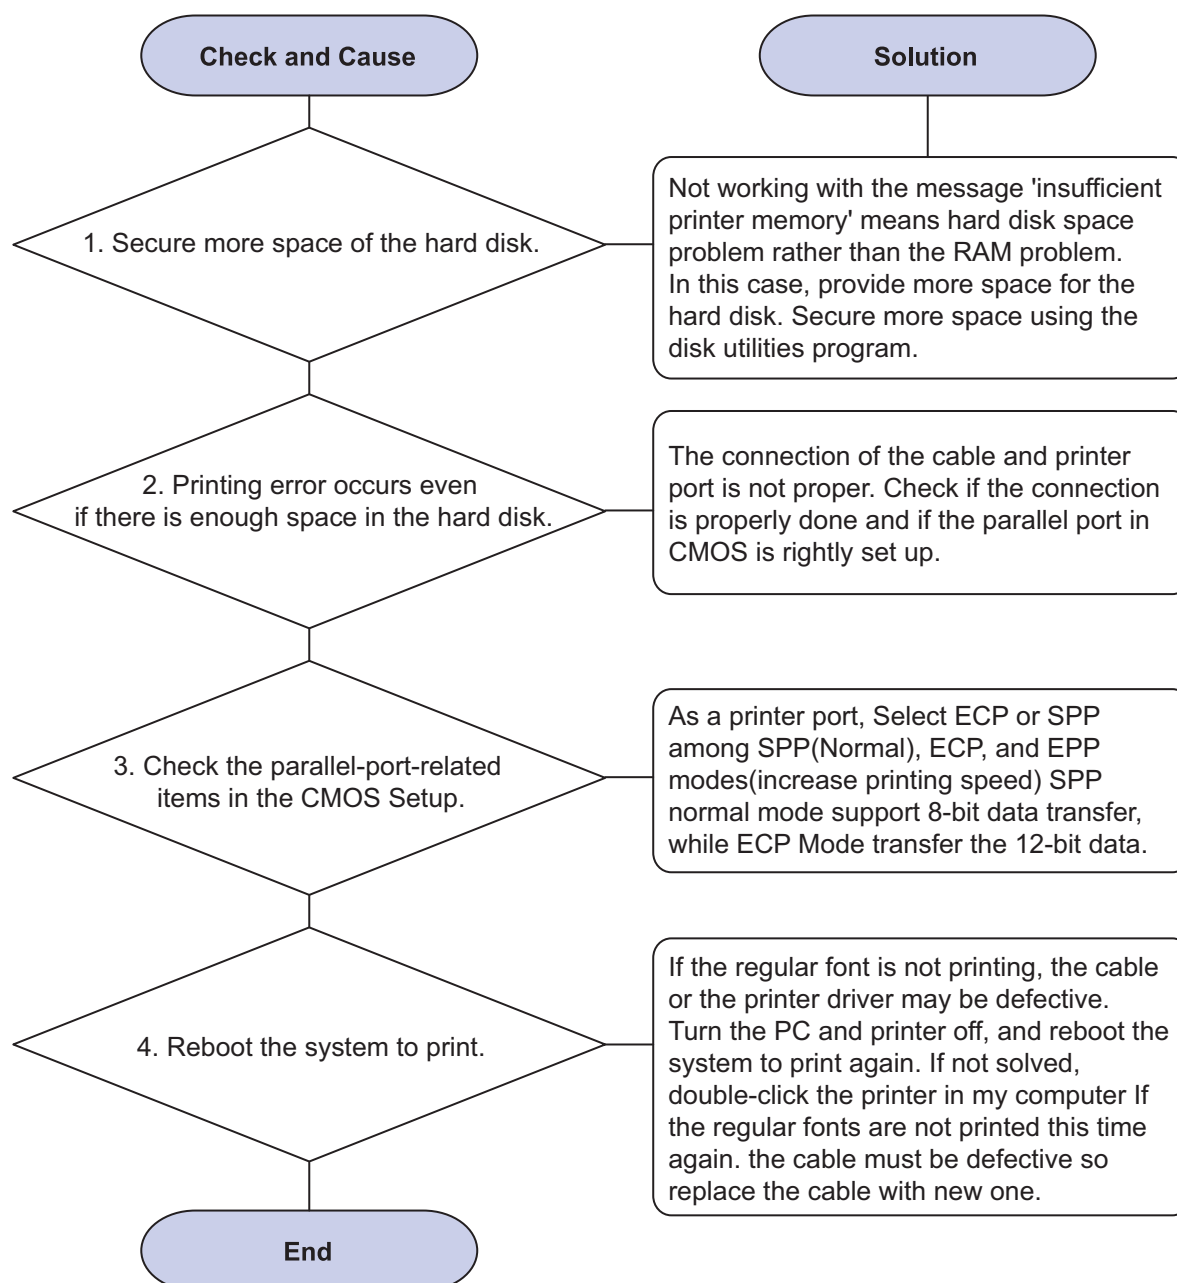 Check and Cause
Solution
1. Secure more space of the hard disk.
Not working with the message 'insufficient
printer memory' means hard disk space
problem rather than the RAM problem.
In this case, provide more space for the
hard disk. Secure more space using the
disk utilities program.
2. Printing error occurs even
if there is enough space in the hard disk.
The connection of the cable and printer
port is not proper. Check if the connection
is properly done and if the parallel port in
CMOS is rightly set up.
3. Check the parallel-port-related
items in the CMOS Setup.
As a printer port, Select ECP or SPP
among SPP(Normal), ECP, and EPP
modes(increase printing speed) SPP
normal mode support 8-bit data transfer,
while ECP Mode transfer the 12-bit data.
4. Reboot the system to print.
If the regular font is not printing, the cable
or the printer driver may be defective.
Turn the PC and printer off, and reboot the
system to print again. If not solved,
double-click the printer in my computer If
the regular fonts are not printed this time
again. the cable must be defective so
replace the cable with new one.
End